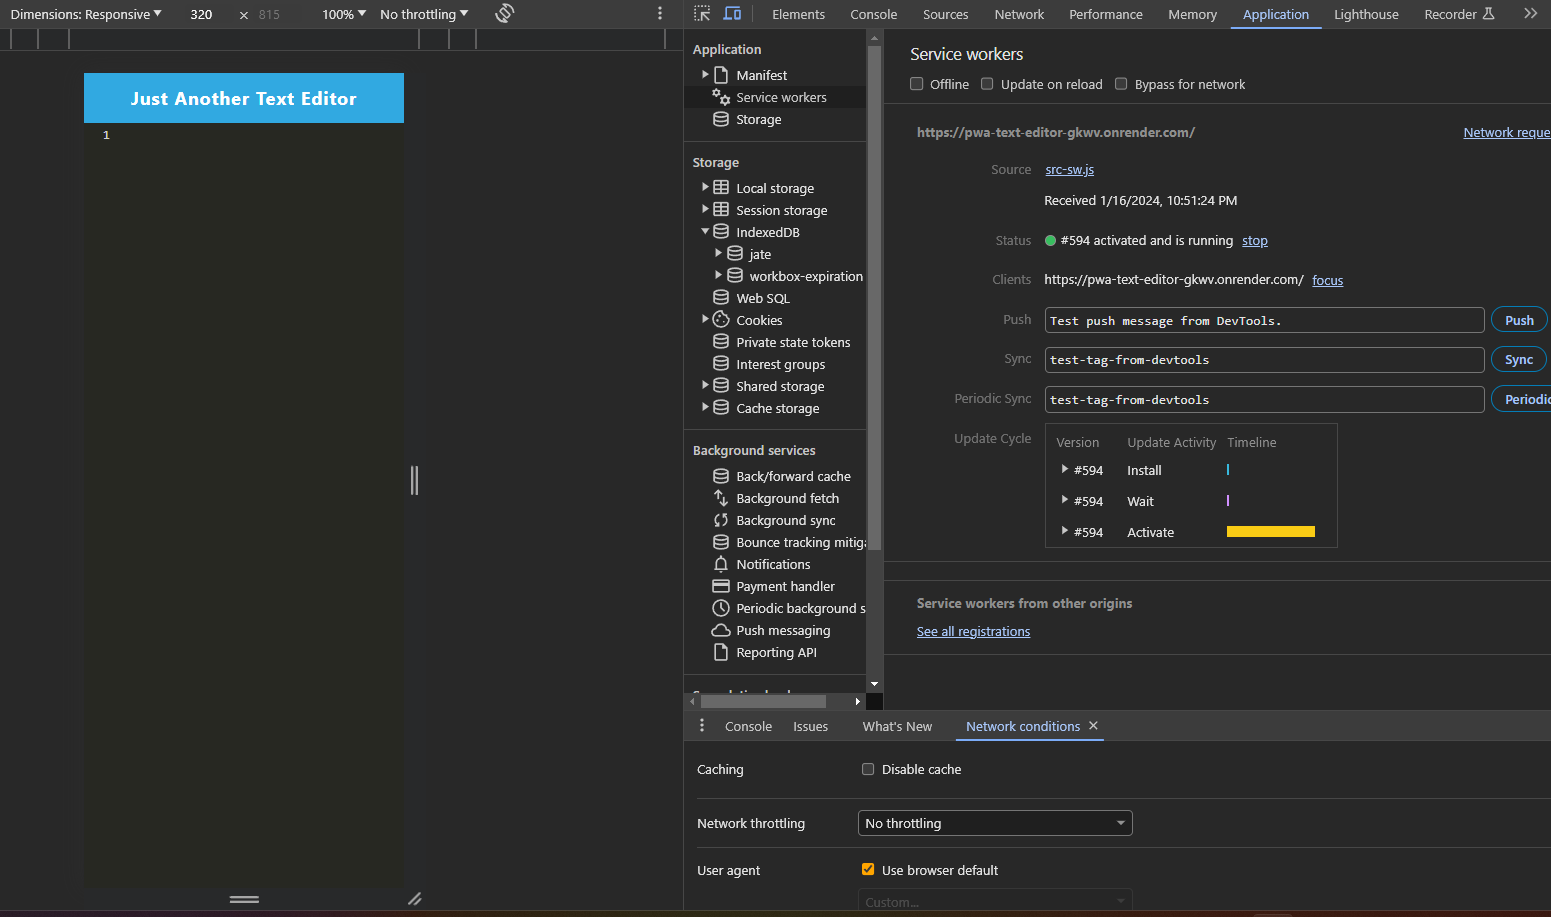 Dimensions: Responsive 320 × 815 100% No throttling
Elements Console Sources Network Performance Memory Application Lighthouse Recorder
Just Another Text Editor
1
Application
Manifest
Service workers
Storage
Storage
Local storage
Session storage
IndexedDB
jate
workbox-expiration
Web SQL
Cookies
Private state tokens
Interest groups
Shared storage
Cache storage
Background services
Back/forward cache
Background fetch
Background sync
Bounce tracking mitiga
Notifications
Payment handler
Periodic background s
Push messaging
Reporting API
Service workers
Offline Update on reload Bypass for network
https://pwa-text-editor-gkwv.onrender.com/ Network reque
Source src-sw.js
Received 1/16/2024, 10:51:24 PM
Status #594 activated and is running stop
Clients https://pwa-text-editor-gkwv.onrender.com/ focus
Push Test push message from DevTools. Push
Sync test-tag-from-devtools Sync
Periodic Sync test-tag-from-devtools Periodic
Update Cycle Version Update Activity Timeline
#594 Install
#594 Wait
#594 Activate
Service workers from other origins
See all registrations
Console Issues What's New Network conditions
Caching Disable cache
Network throttling No throttling
User agent Use browser default
Custom...